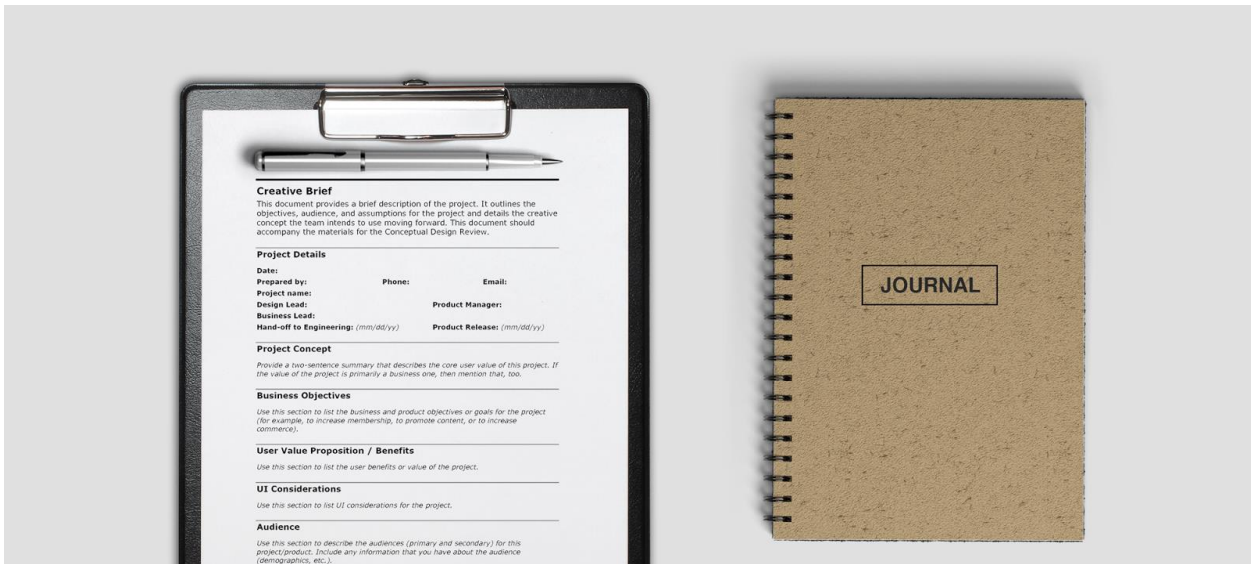 Creative Brief
This document provides a brief description of the project. It outlines the
objectives, audience, and assumptions for the project and details the creative
concept the team intends to use moving forward. This document should
accompany the materials for the Conceptual Design Review.
Project Details
Date:
Prepared by: Phone: Email:
Project name:
Design Lead: Product Manager:
Business Lead:
Hand-off to Engineering: (mm/dd/yy) Product Release: (mm/dd/yy)
Project Concept
Provide a two-sentence summary that describes the core user value of this project. If
the value of the project is primarily a business one, then mention that, too.
Business Objectives
Use this section to list the business and product objectives or goals for the project
(for example, to increase membership, to promote content, or to increase
commerce).
User Value Proposition / Benefits
Use this section to list the user benefits or value of the project.
UI Considerations
Use this section to list UI considerations for the project.
Audience
Use this section to describe the audiences (primary and secondary) for this
project/product. Include any information that you have about the audience
(demographics, etc.).
JOURNAL